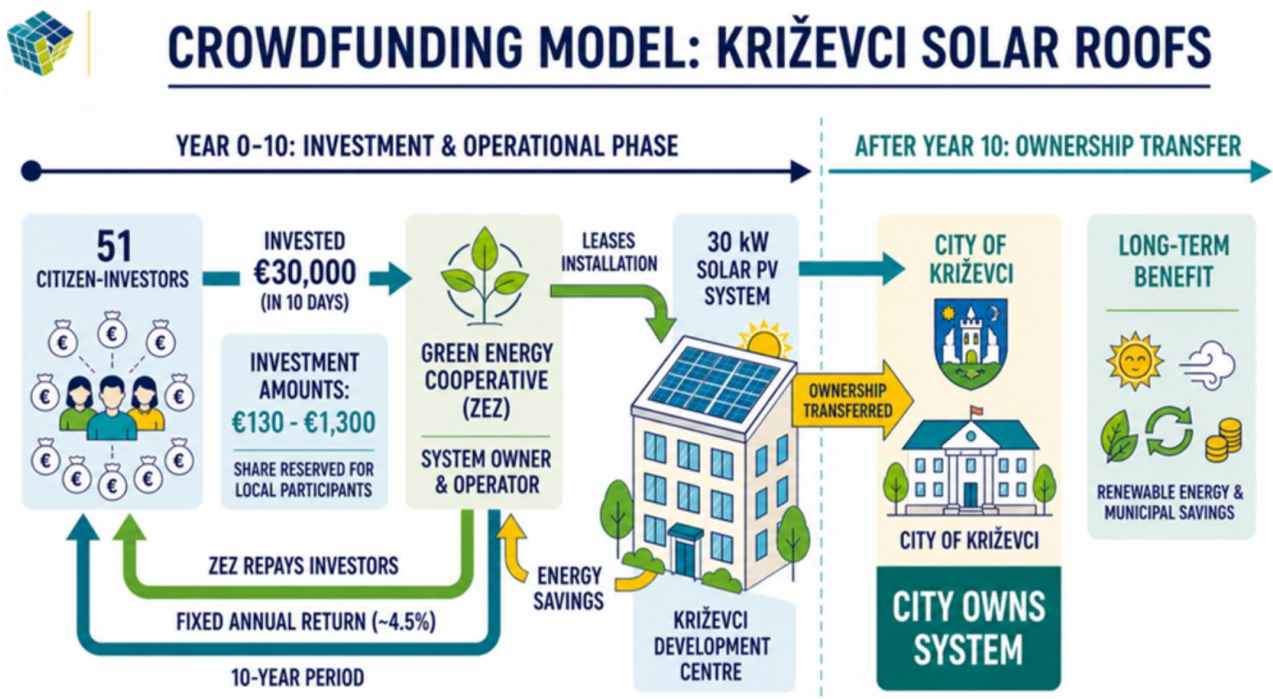 CROWDFUNDING MODEL: KRIŽEVCI SOLAR ROOFS
YEAR 0-10: INVESTMENT & OPERATIONAL PHASE
AFTER YEAR 10: OWNERSHIP TRANSFER
51
CITIZEN-INVESTORS
€
€
€
€
€
€
€
€
€
€
INVESTED
€30,000
(IN 10 DAYS)
INVESTMENT
AMOUNTS:
€130 - €1,300
SHARE RESERVED FOR
LOCAL PARTICIPANTS
GREEN ENERGY
COOPERATIVE
(ZEZ)
SYSTEM OWNER
& OPERATOR
LEASES
INSTALLATION
30 kW
SOLAR PV
SYSTEM
ZEZ REPAYS INVESTORS
FIXED ANNUAL RETURN (~4.5%)
10-YEAR PERIOD
ENERGY
SAVINGS
KRIŽEVCI
DEVELOPMENT
CENTRE
OWNERSHIP
TRANSFERRED
CITY OF
KRIŽEVCI
CITY OF KRIŽEVCI
CITY OWNS
SYSTEM
LONG-TERM
BENEFIT
RENEWABLE ENERGY &
MUNICIPAL SAVINGS